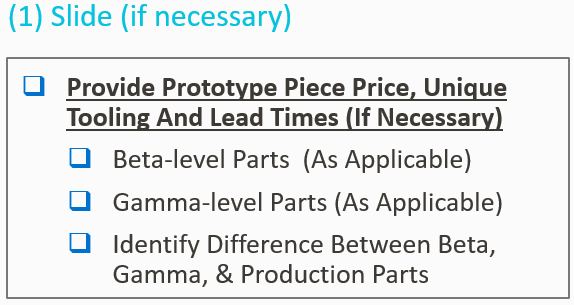 (1) Slide (if necessary)
Provide Prototype Piece Price, Unique
Tooling And Lead Times (If Necessary)
Beta-level Parts (As Applicable)
Gamma-level Parts (As Applicable)
Identify Difference Between Beta,
Gamma, & Production Parts